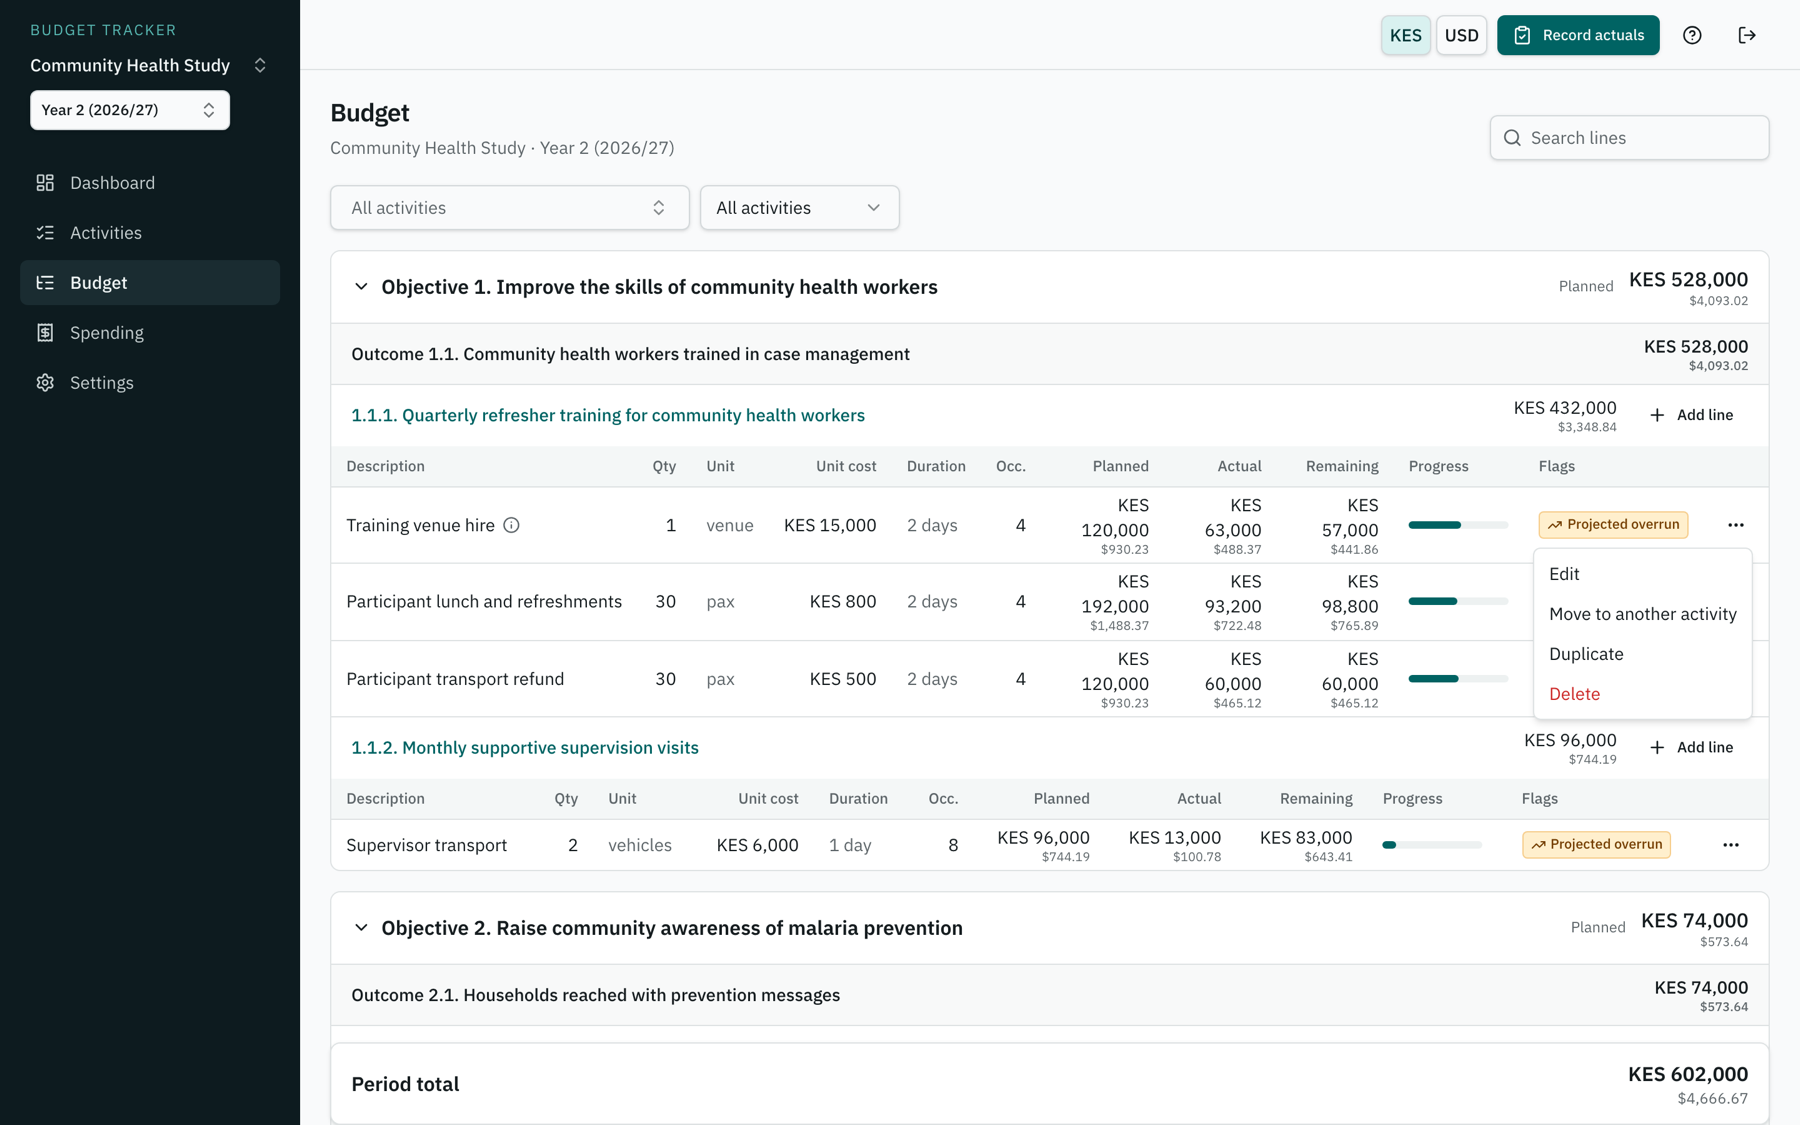 BUDGET TRACKER
Community Health Study
Year 2 (2026/27)
Dashboard
Activities
Budget
Spending
Settings
KES USD Record actuals
Budget
Community Health Study · Year 2 (2026/27)
Search lines
All activities All activities
Objective 1. Improve the skills of community health workers Planned KES 528,000
$4,093.02
Outcome 1.1. Community health workers trained in case management KES 528,000
$4,093.02
1.1.1. Quarterly refresher training for community health workers KES 432,000 Add line
$3,348.84
Description Qty Unit Unit cost Duration Occ. Planned Actual Remaining Progress Flags
Training venue hire 1 venue KES 15,000 2 days 4 KES 120,000 KES 63,000 KES 57,000 Projected overrun
$930.23 $488.37 $441.86
Participant lunch and refreshments 30 pax KES 800 2 days 4 KES 192,000 KES 93,200 KES 98,800
$1,488.37 $722.48 $765.89
Participant transport refund 30 pax KES 500 2 days 4 KES 120,000 KES 60,000 KES 60,000
$930.23 $465.12 $465.12
Edit
Move to another activity
Duplicate
Delete
1.1.2. Monthly supportive supervision visits KES 96,000 Add line
$744.19
Description Qty Unit Unit cost Duration Occ. Planned Actual Remaining Progress Flags
Supervisor transport 2 vehicles KES 6,000 1 day 8 KES 96,000 KES 13,000 KES 83,000 Projected overrun
$744.19 $100.78 $643.41
Objective 2. Raise community awareness of malaria prevention Planned KES 74,000
$573.64
Outcome 2.1. Households reached with prevention messages KES 74,000
$573.64
Period total KES 602,000
$4,666.67